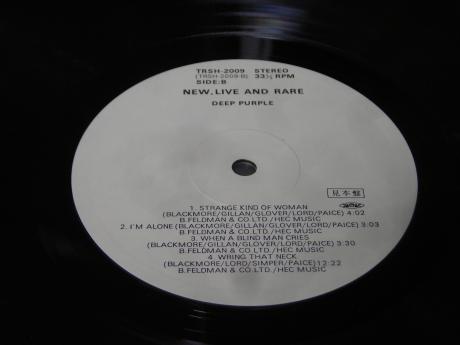 TRSH-2009 STEREO
(TRSH-2009-B) 33⅓ RPM
SIDE:B
NEW, LIVE AND RARE
DEEP PURPLE
見本盤
1. STRANGE KIND OF WOMAN
(BLACKMORE/GILLAN/GLOVER/LORD/PAICE) 4:02
B.FELDMAN & CO.LTD./HEC MUSIC
2. I'M ALONE (BLACKMORE/GILLAN/GLOVER/LORD/PAICE) 3:03
B.FELDMAN & CO.LTD./HEC MUSIC
3. WHEN A BLIND MAN CRIES
(BLACKMORE/GILLAN/GLOVER/LORD/PAICE) 3:30
B.FELDMAN & CO.LTD./HEC MUSIC
4. WRING THAT NECK
(BLACKMORE/LORD/SIMPER/PAICE) 12:22
B.FELDMAN & CO.LTD./HEC MUSIC